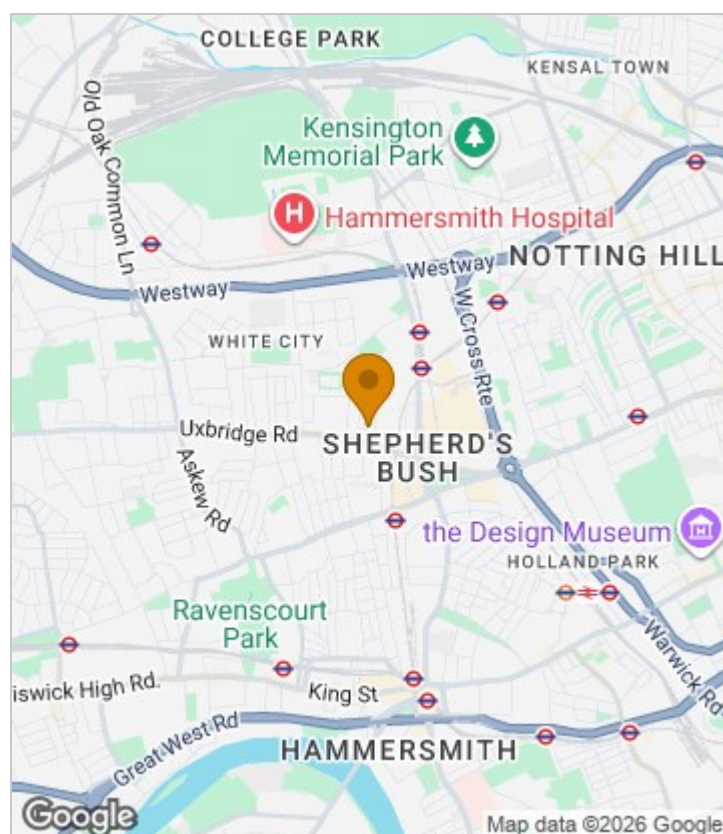 COLLEGE PARK
KENSAL TOWN
Old Oak Common Ln
Kensington
Memorial Park
H
Hammersmith Hospital
Westway
NOTTING HILL
Westway
W Cross Rte
WHITE CITY
Uxbridge Rd
SHEPHERD'S
BUSH
Askew Rd
the Design Museum
HOLLAND PARK
Ravenscourt
Park
Warwick Rd
iswick High Rd.
King St
Great West Rd
HAMMERSMITH
Google
Map data ©2026 Google